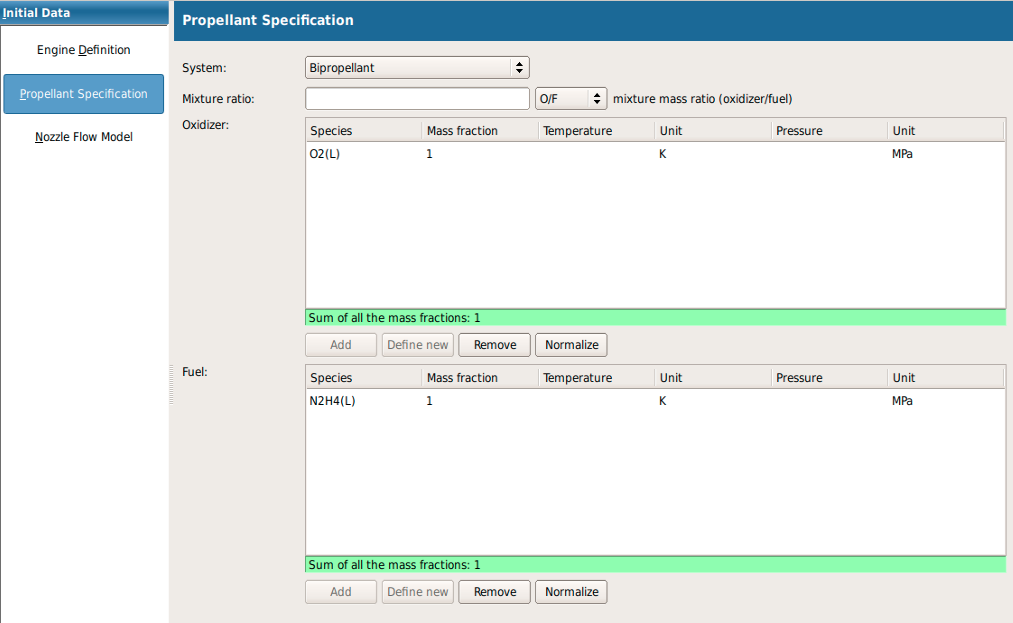 Initial Data
Engine Definition
Propellant Specification
Nozzle Flow Model
Propellant Specification
System: Bipropellant
Mixture ratio: O/F mixture mass ratio (oxidizer/fuel)
Oxidizer:
Species Mass fraction Temperature Unit Pressure Unit
O2(L) 1 K MPa
Sum of all the mass fractions: 1
Add Define new Remove Normalize
Fuel:
Species Mass fraction Temperature Unit Pressure Unit
N2H4(L) 1 K MPa
Sum of all the mass fractions: 1
Add Define new Remove Normalize